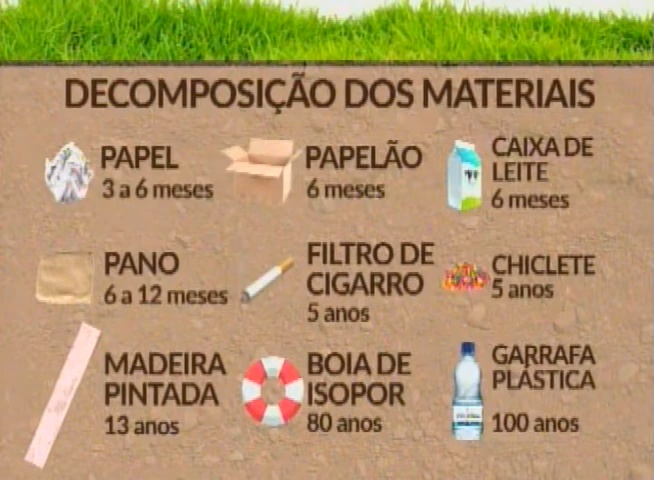 DECOMPOSIÇÃO DOS MATERIAIS
PAPEL
3 a 6 meses
PAPELÃO
6 meses
CAIXA DE
LEITE
6 meses
PANO
6 a 12 meses
FILTRO DE
CIGARRO
5 anos
CHICLETE
5 anos
MADEIRA
PINTADA
13 anos
BOIA DE
ISOPOR
80 anos
GARRAFA
PLÁSTICA
100 anos